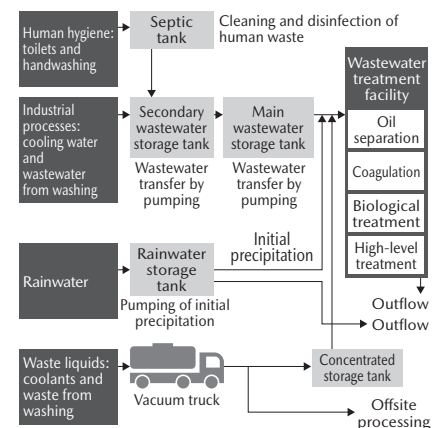 Human hygiene:
toilets and
handwashing
Septic
tank
Cleaning and disinfection of
human waste
Industrial
processes:
cooling water
and
wastewater
from washing
Secondary
wastewater
storage tank
Wastewater
transfer by
pumping
Main
wastewater
storage tank
Wastewater
transfer by
pumping
Wastewater
treatment
facility
Oil
separation
Coagulation
Biological
treatment
High-level
treatment
Outflow
Outflow
Rainwater
Rainwater
storage
tank
Pumping of initial
precipitation
Initial
precipitation
Waste liquids:
coolants and
waste from
washing
Vacuum truck
Concentrated
storage tank
Offsite
processing